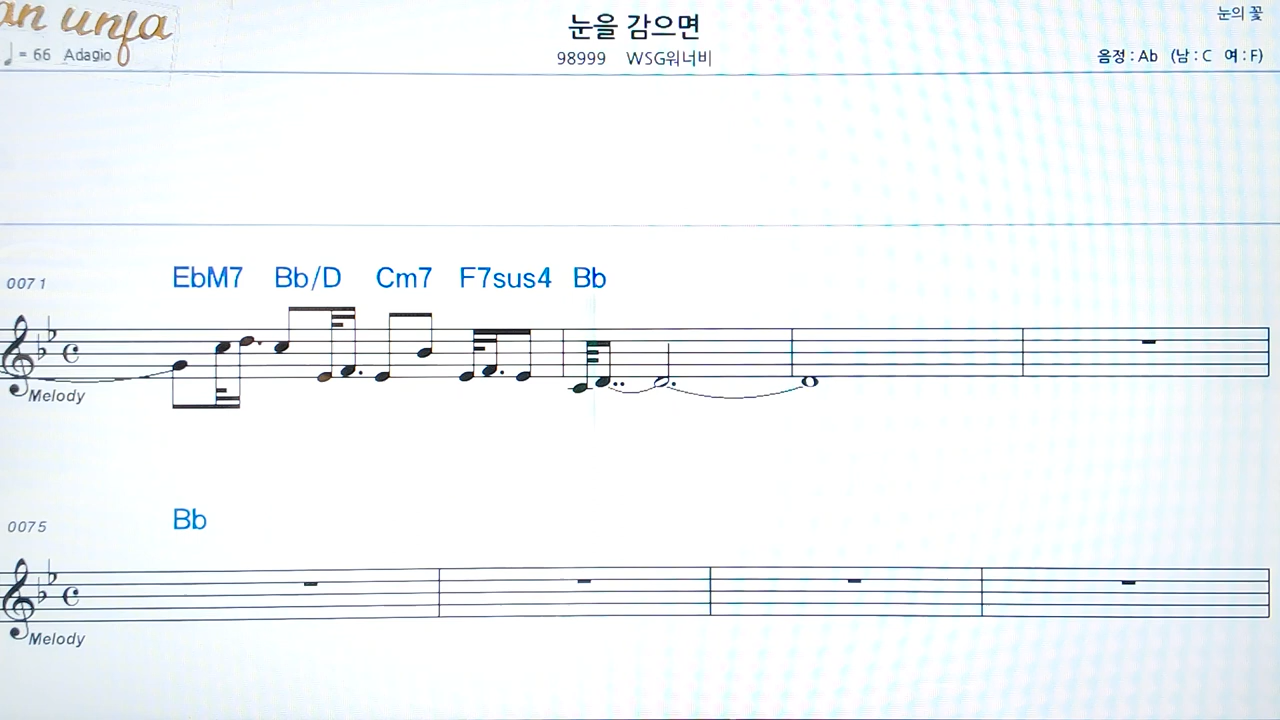 눈을 감으면
눈의 꽃
♩= 66 Adagio
98999 WSG워너비
음정 : Ab (남 : C 여 : F)
0071
EbM7 Bb/D Cm7 F7sus4 Bb
Melody
0075
Bb
Melody